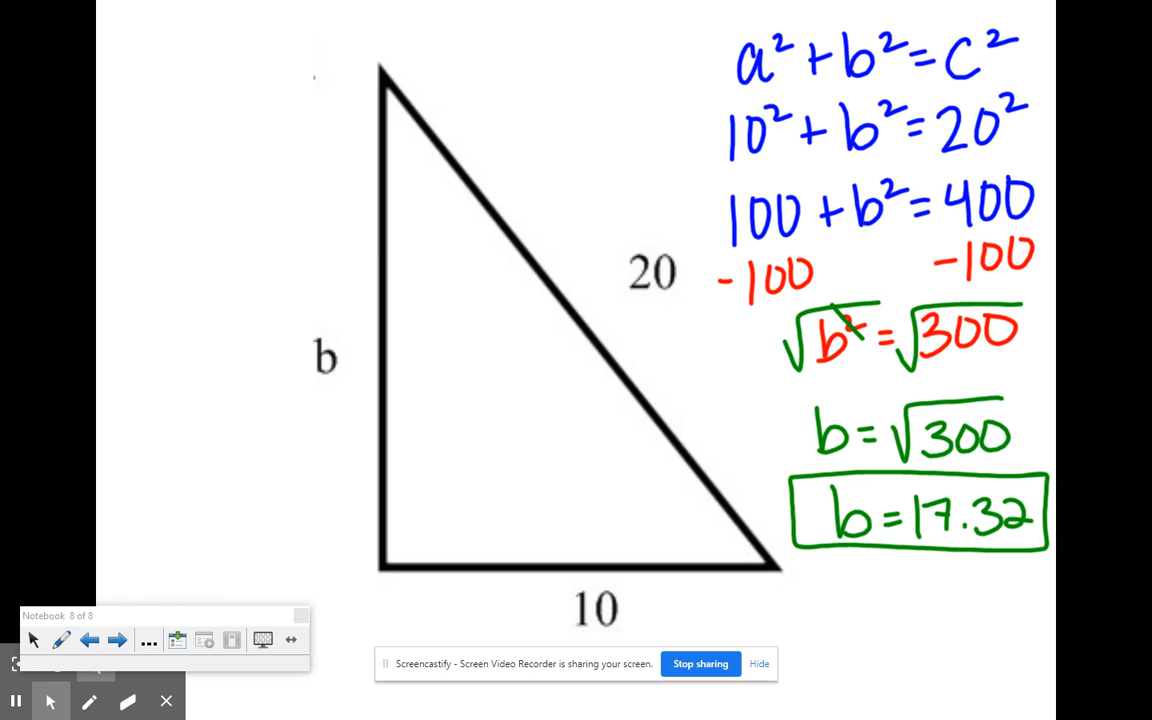 a² + b² = c²
10² + b² = 20²
100 + b² = 400
-100 -100
√b² = √300
b = √300
b = 17.32
20
b
10
Notebook 8 of 8
...
Screencastify - Screen Video Recorder is sharing your screen.
Stop sharing
Hide